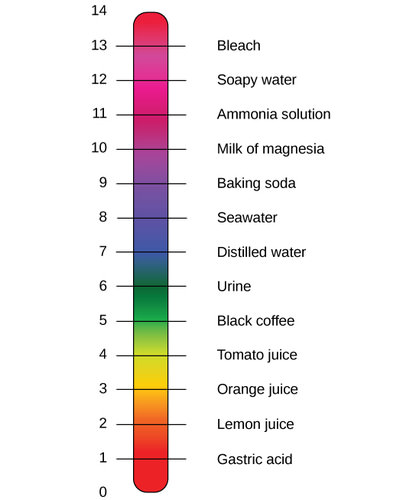 14
13 Bleach
12 Soapy water
11 Ammonia solution
10 Milk of magnesia
9 Baking soda
8 Seawater
7 Distilled water
6 Urine
5 Black coffee
4 Tomato juice
3 Orange juice
2 Lemon juice
1 Gastric acid
0